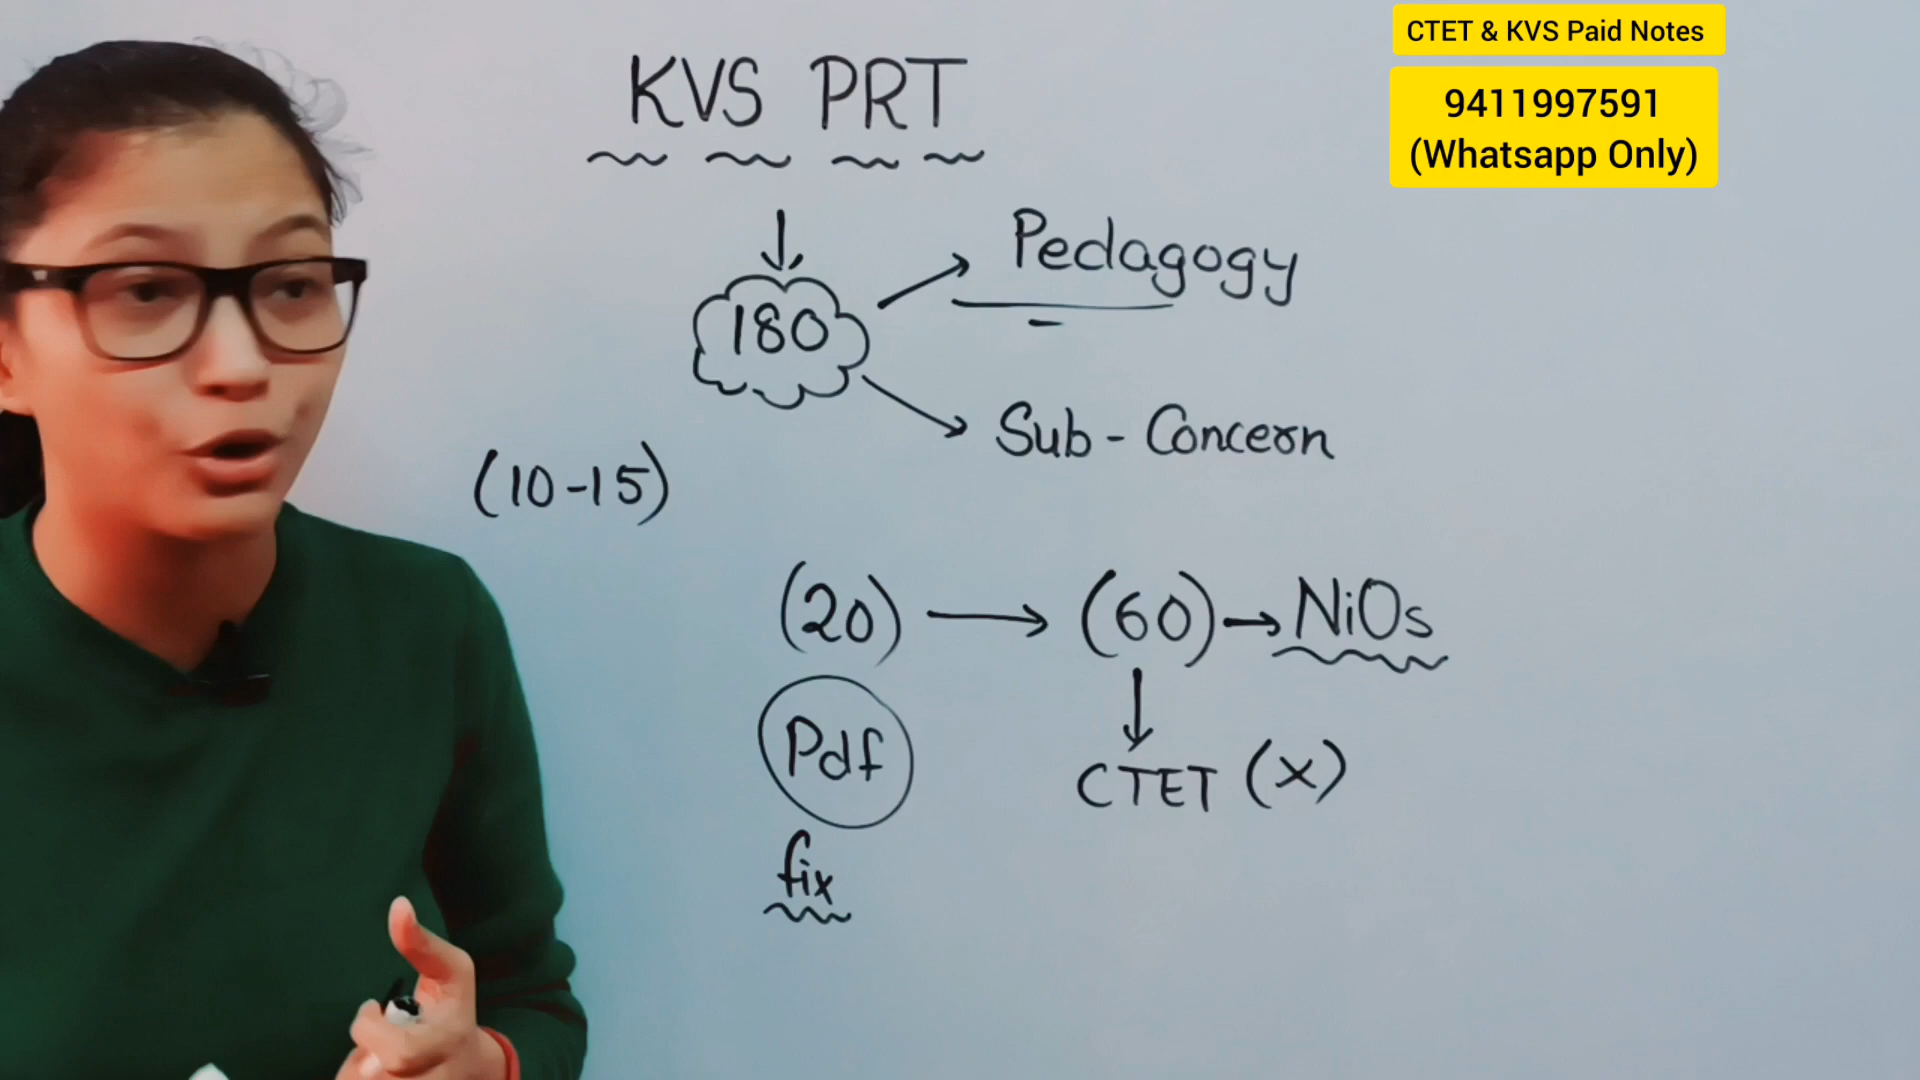 CTET & KVS Paid Notes
9411997591
(Whatsapp Only)
KVS PRT
180
Pedagogy
Sub - Concern
(10-15)
(20) → (60) → NiOs
Pdf
CTET (x)
fix